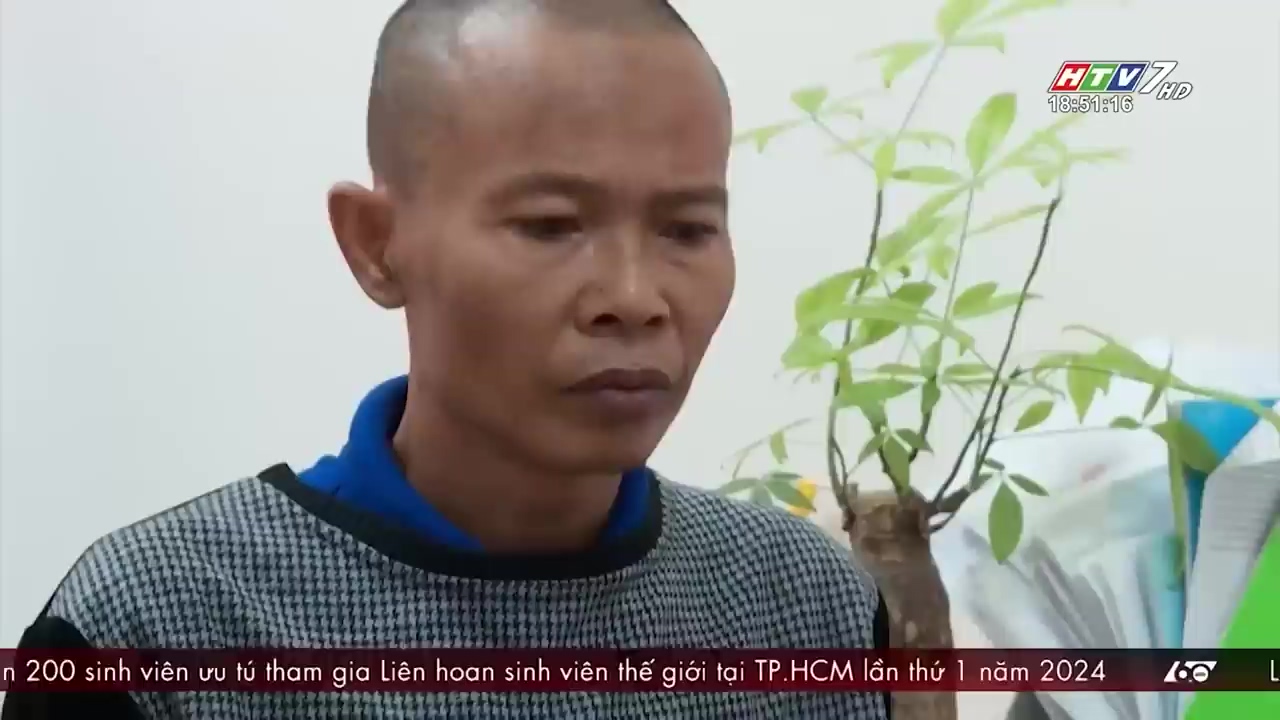 HTV7 HD
18:51:16
n 200 sinh viên ưu tú tham gia Liên hoan sinh viên thế giới tại TP.HCM lần thứ 1 năm 2024 60 L